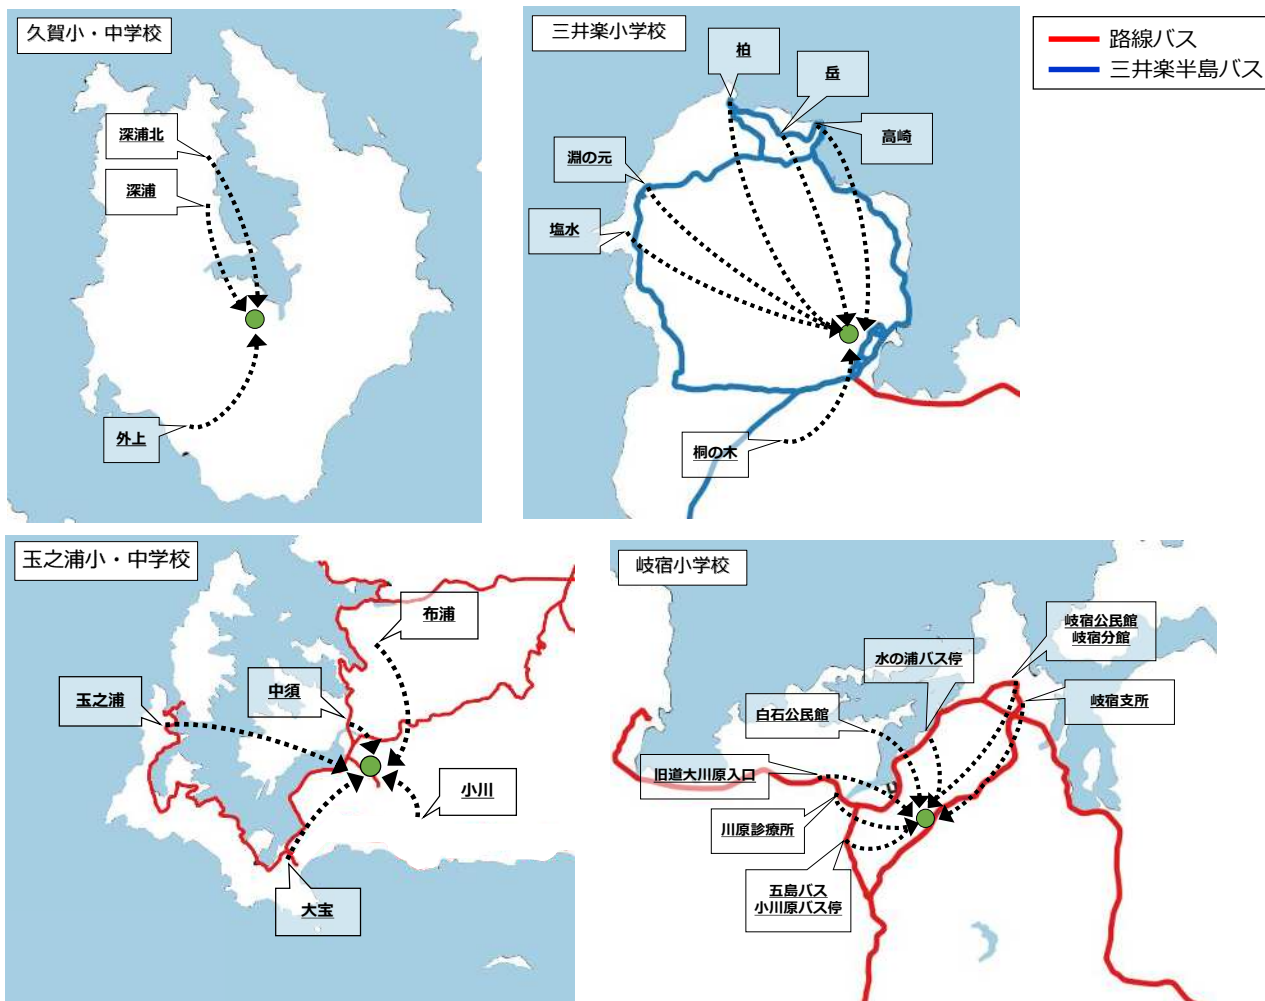 久賀小・中学校
深浦北
深浦
外上
三井楽小学校
柏
岳
高崎
淵の元
塩水
桐の木
路線バス
三井楽半島バス
玉之浦小・中学校
布浦
中須
玉之浦
小川
大宝
岐宿小学校
岐宿公民館
岐宿分館
水の浦バス停
岐宿支所
白石公民館
旧道大川原入口
川原診療所
五島バス
小川原バス停